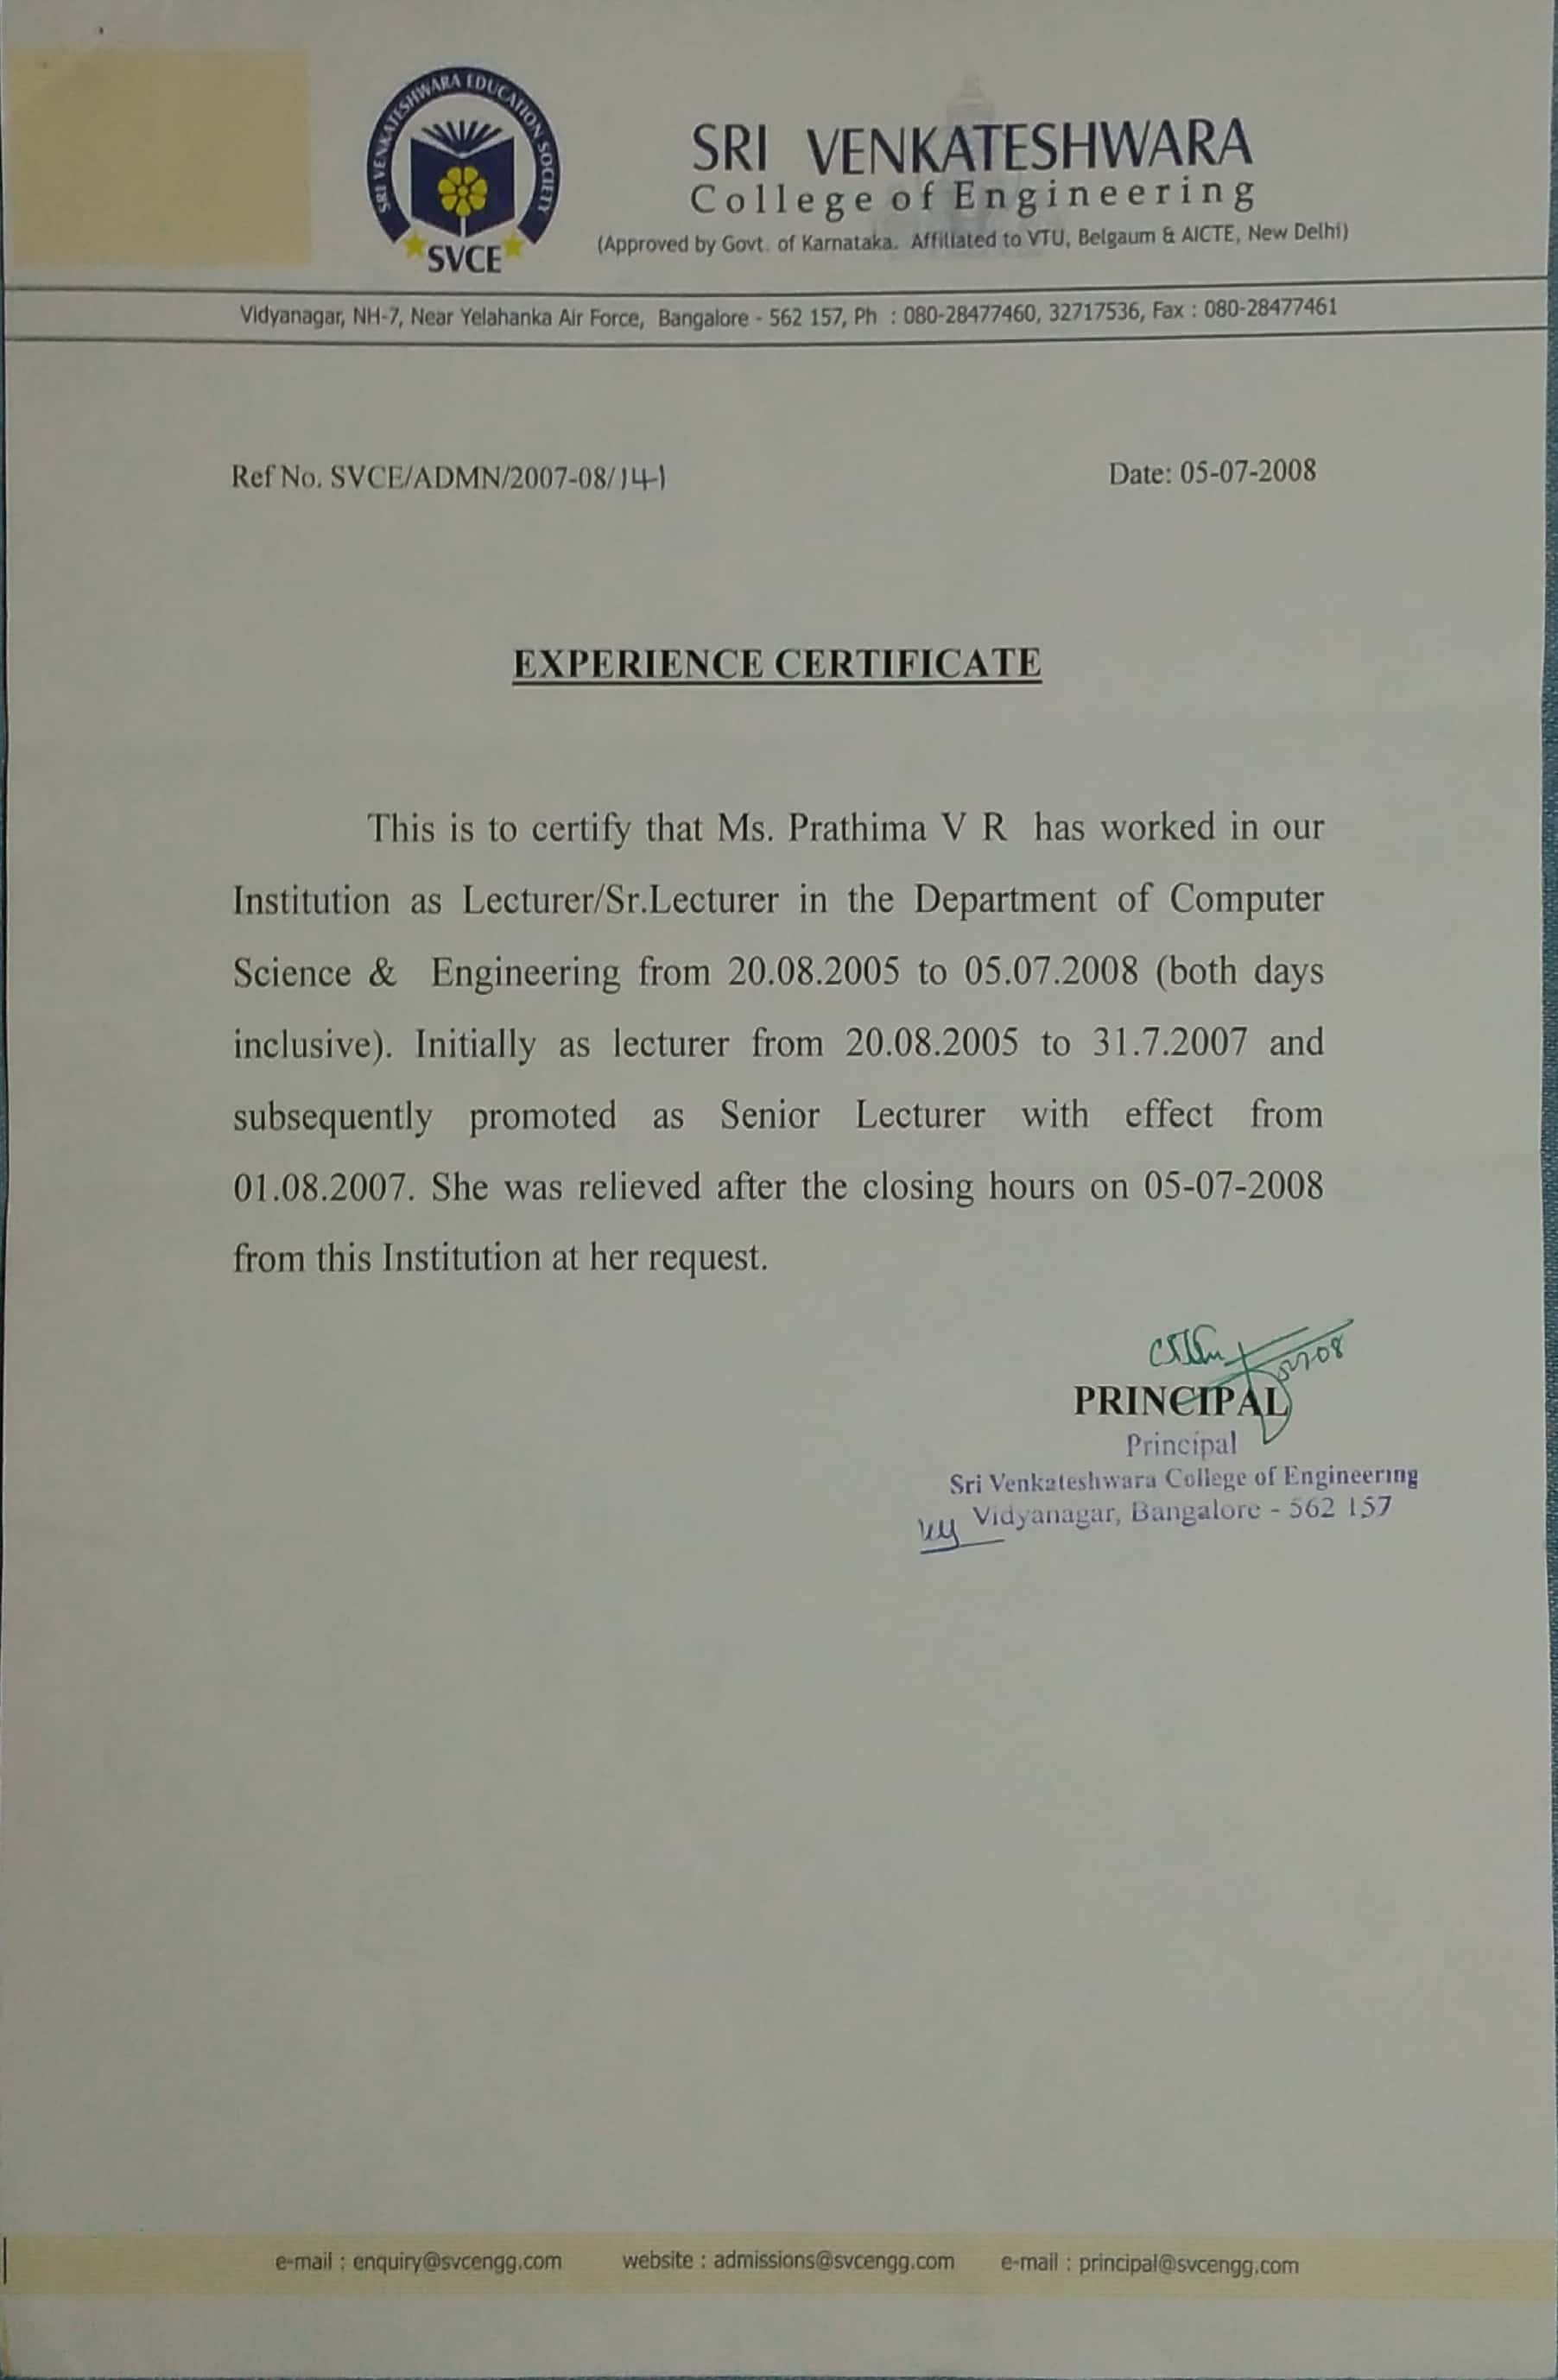 SRI VENKATESHWARA EDUCATION SOCIETY
SVCE
SRI VENKATESHWARA
College of Engineering
(Approved by Govt. of Karnataka. Affiliated to VTU, Belgaum & AICTE, New Delhi)
Vidyanagar, NH-7, Near Yelahanka Air Force, Bangalore - 562 157, Ph : 080-28477460, 32717536, Fax : 080-28477461
Ref No. SVCE/ADMN/2007-08/141
Date: 05-07-2008
EXPERIENCE CERTIFICATE
This is to certify that Ms. Prathima V R has worked in our
Institution as Lecturer/Sr.Lecturer in the Department of Computer
Science & Engineering from 20.08.2005 to 05.07.2008 (both days
inclusive). Initially as lecturer from 20.08.2005 to 31.7.2007 and
subsequently promoted as Senior Lecturer with effect from
01.08.2007. She was relieved after the closing hours on 05-07-2008
from this Institution at her request.
PRINCIPAL
Principal
Sri Venkateshwara College of Engineering
Vidyanagar, Bangalore - 562 157
e-mail : enquiry@svcengg.com website : admissions@svcengg.com e-mail : principal@svcengg.com